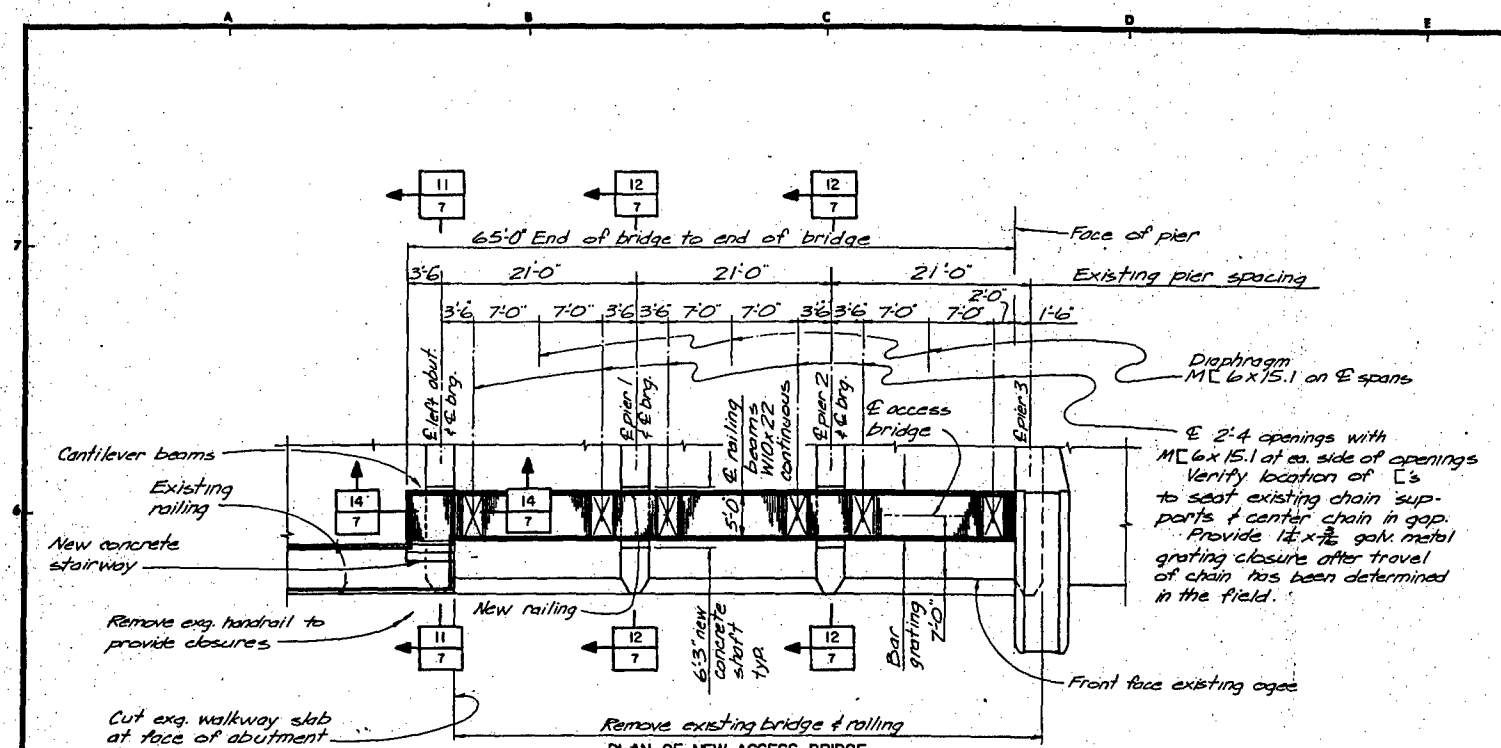 A B C D E
11 12 12
7 7 7
7
65'-0" End of bridge to end of bridge
Face of pier
3'-6 21'-0" 21'-0" 21'-0" Existing pier spacing
3'-6 7'-0" 7'-0" 3'-6 3'-6 7'-0" 7'-0" 3'-6 3'-6 7'-0" 7'-0" 2'-0" 1'-6"
Diaphragm
M[ 6x15.1 on ℄ spans
℄ left abut.
& ℄ brg.
℄ pier 1
& ℄ brg.
℄ railing
beams
W10x22
continuous
℄ pier 2
& ℄ brg.
℄ access
bridge
℄ pier 3
℄ 2'-4 openings with
M[ 6x15.1 at ea. side of openings
Verify location of ['s
to seat existing chain sup-
ports & center chain in gap.
Provide galv. metal
grating closure after travel
of chain has been determined
in the field.
Cantilever beams
Existing
railing
14
7
14
7
5'-0"
6
New concrete
stairway
New railing
Remove exg. handrail to
provide closures
11 12 12
7 7 7
6'-3" new
concrete
shaft
typ.
Bar
grating
7'-0"
Front face existing ogee
Cut exg. walkway slab
at face of abutment
Remove existing bridge & railing
PLAN OF NEW ACCESS BRIDGE